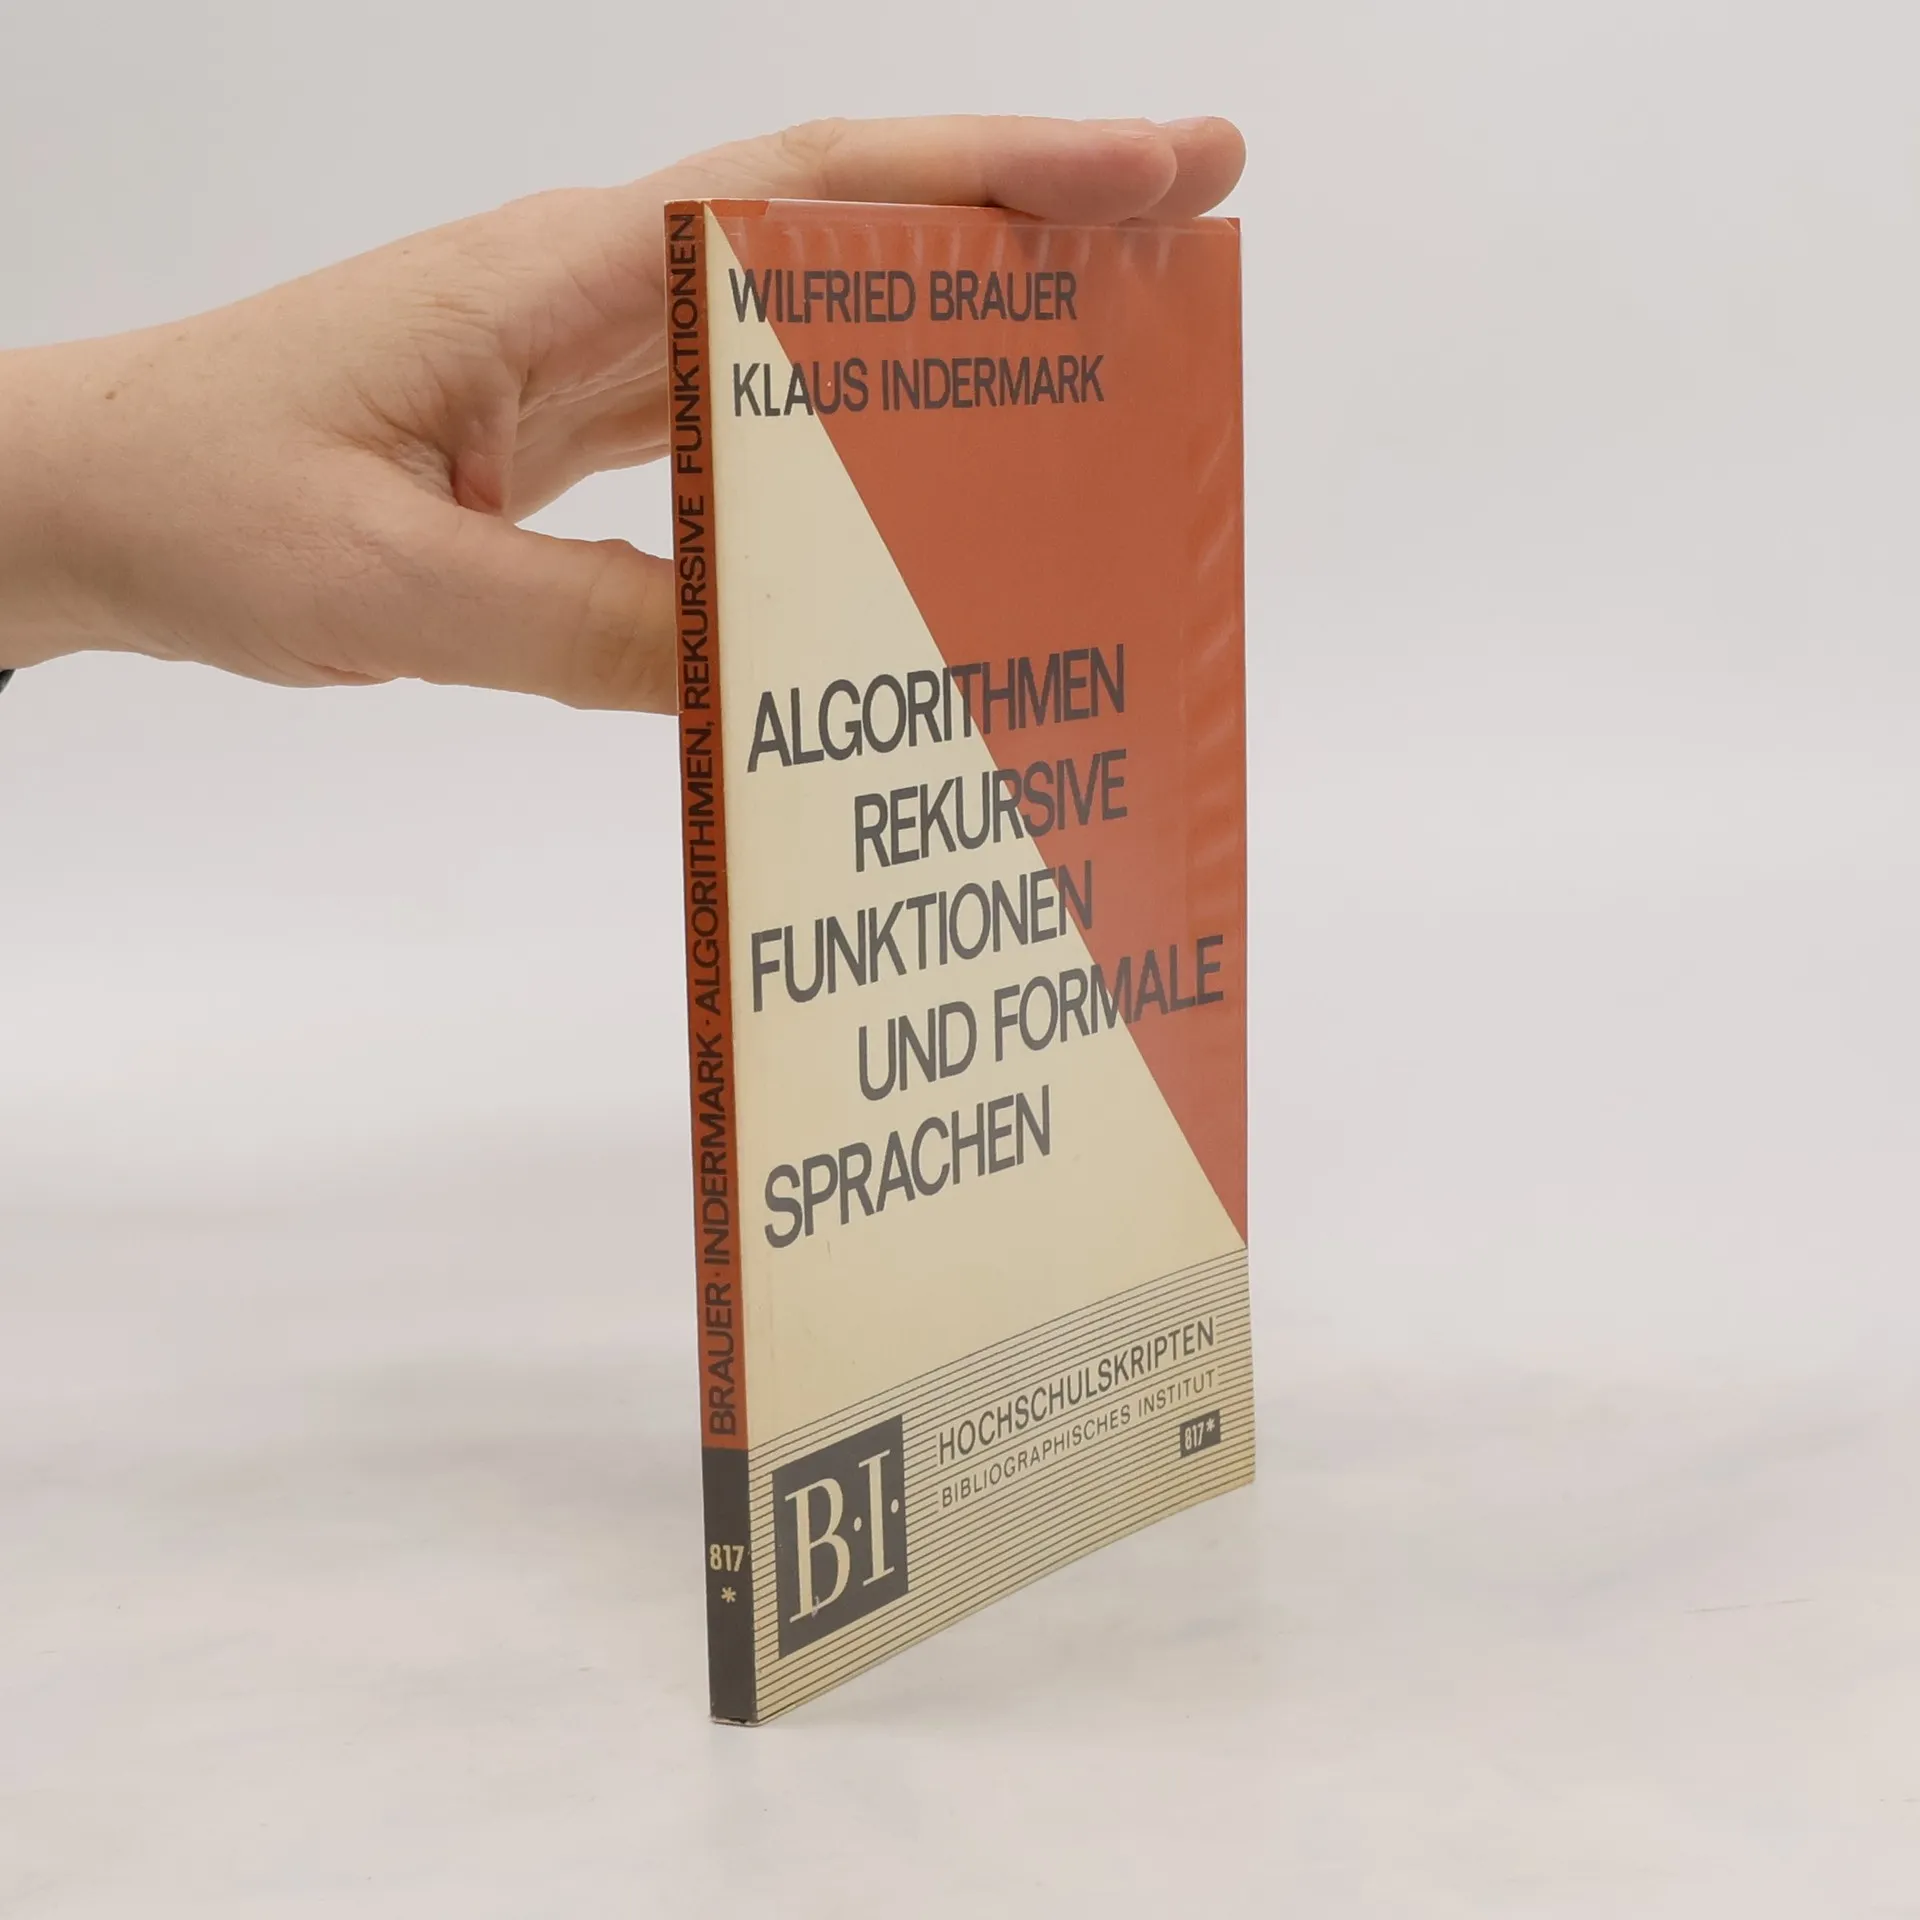 WILFRIED BRAUER
KLAUS INDERMARK
ALGORITHMEN
REKURSIVE
FUNKTIONEN
UND FORMALE
SPRACHEN
HOCHSCHULSKRIPTEN
BIBLIOGRAPHISCHES INSTITUT
817*
B·I·
BRAUER·INDERMARK·ALGORITHMEN, REKURSIVE FUNKTIONEN
817
*